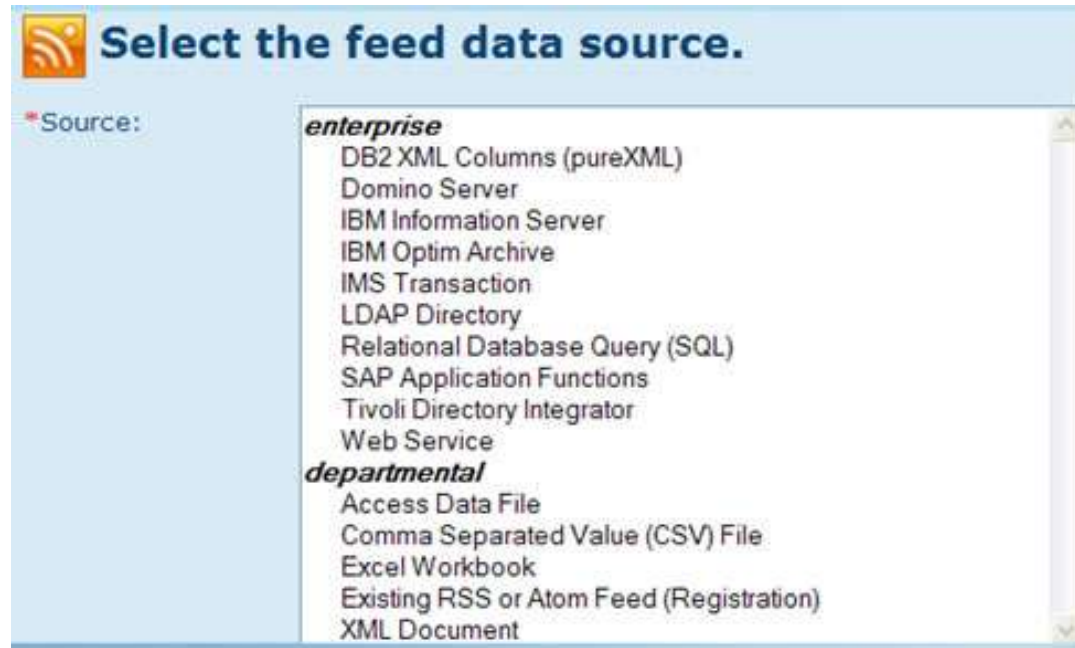 Select the feed data source.
*Source:
enterprise
DB2 XML Columns (pureXML)
Domino Server
IBM Information Server
IBM Optim Archive
IMS Transaction
LDAP Directory
Relational Database Query (SQL)
SAP Application Functions
Tivoli Directory Integrator
Web Service
departmental
Access Data File
Comma Separated Value (CSV) File
Excel Workbook
Existing RSS or Atom Feed (Registration)
XML Document